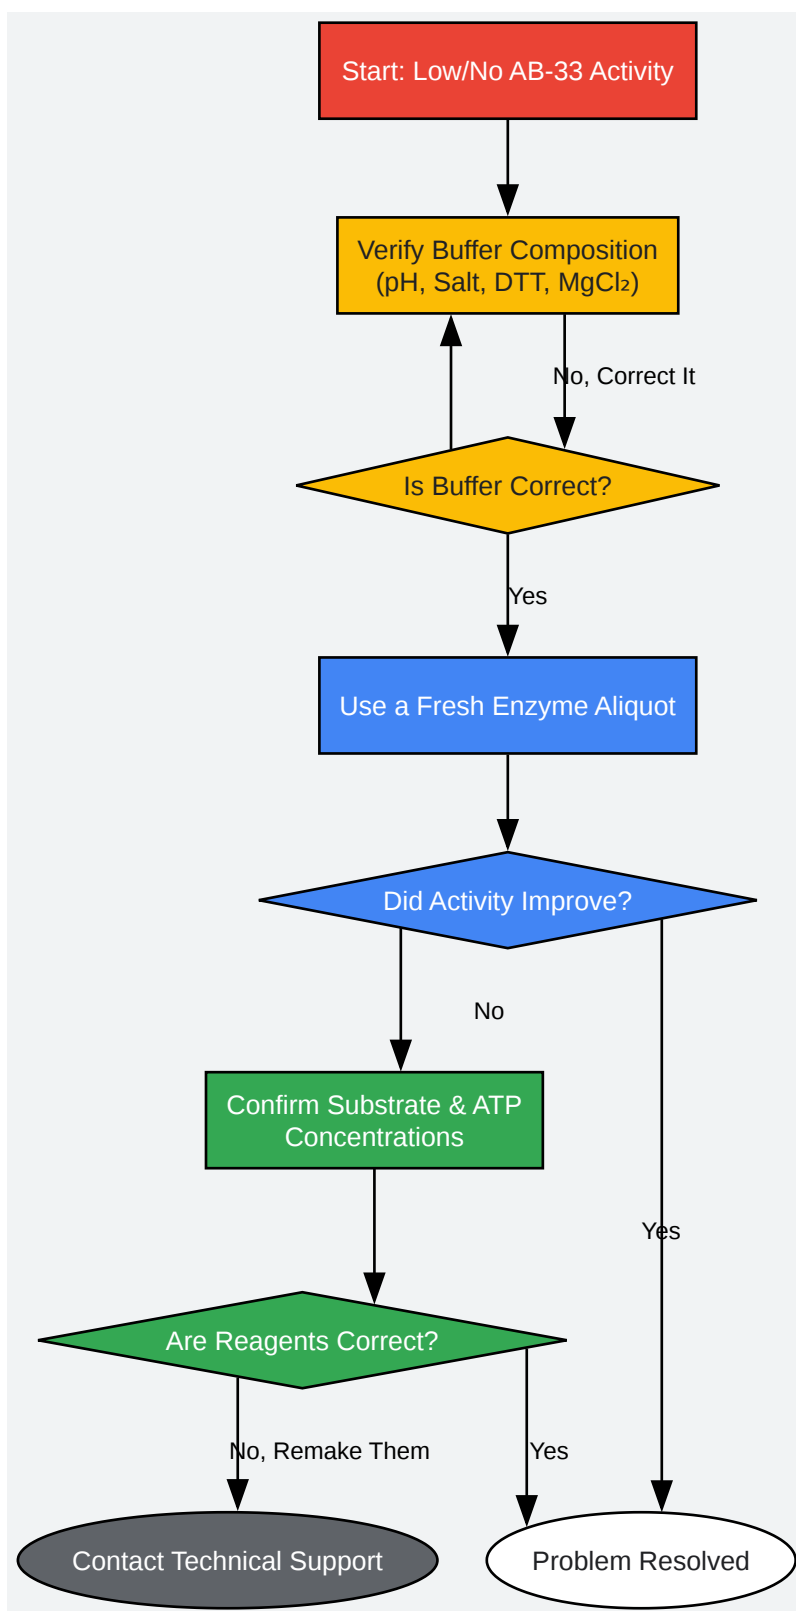 Start: Low/No AB-33 Activity
Verify Buffer Composition
(pH, Salt, DTT, MgCl₂)
No, Correct It
Is Buffer Correct?
Yes
Use a Fresh Enzyme Aliquot
Did Activity Improve?
No
Confirm Substrate & ATP
Concentrations
Yes
Are Reagents Correct?
No, Remake Them
Yes
Contact Technical Support
Problem Resolved